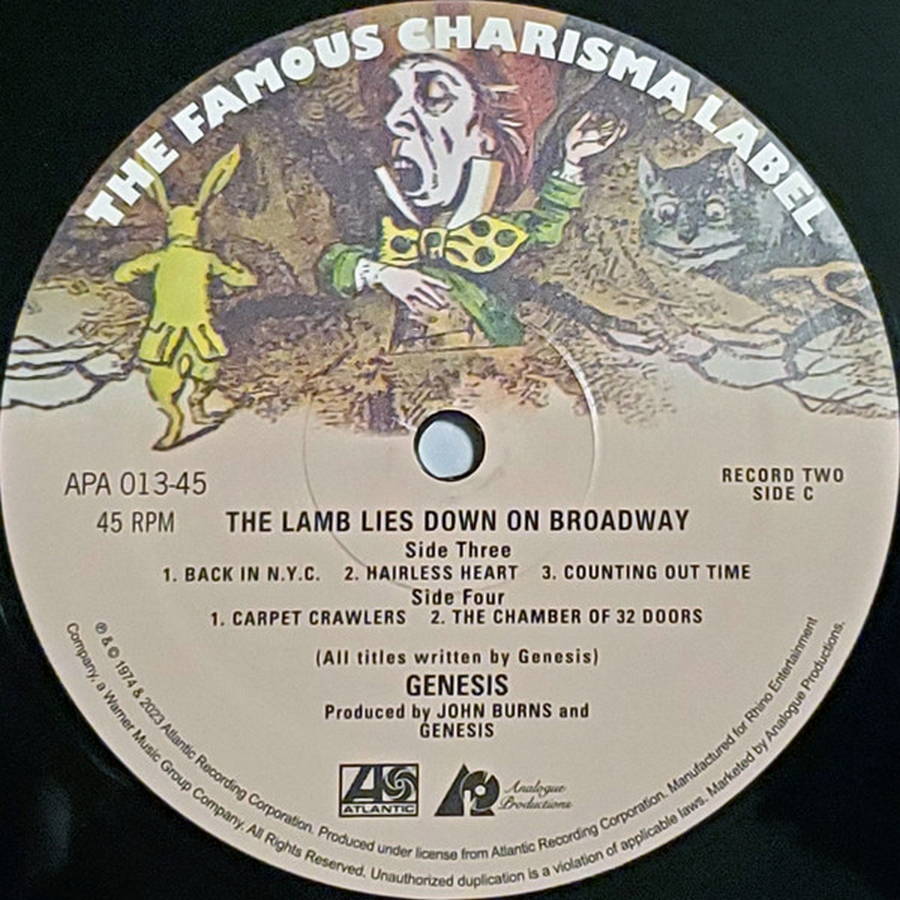 THE FAMOUS CHARISMA LABEL
APA 013-45
45 RPM
RECORD TWO
SIDE C
THE LAMB LIES DOWN ON BROADWAY
Side Three
1. BACK IN N.Y.C. 2. HAIRLESS HEART 3. COUNTING OUT TIME
Side Four
1. CARPET CRAWLERS 2. THE CHAMBER OF 32 DOORS
(All titles written by Genesis)
GENESIS
Produced by JOHN BURNS and
GENESIS
ATLANTIC
Analogue
Productions
℗ & © 1974 & 2023 Atlantic Recording Corporation. Produced under license from Atlantic Recording Corporation. Manufactured for Rhino Entertainment
Company, a Warner Music Group Company. All Rights Reserved. Unauthorized duplication is a violation of applicable laws. Marketed by Analogue Productions.